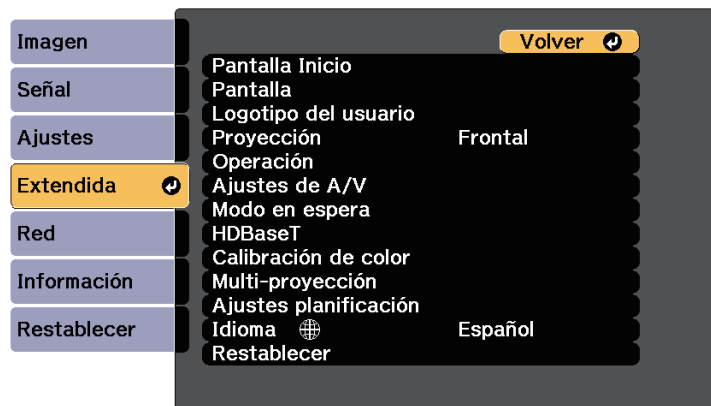 Imagen
Señal
Ajustes
Extendida
Red
Información
Restablecer
Volver
Pantalla Inicio
Pantalla
Logotipo del usuario
Proyección Frontal
Operación
Ajustes de A/V
Modo en espera
HDBaseT
Calibración de color
Multi-proyección
Ajustes planificación
Idioma Español
Restablecer